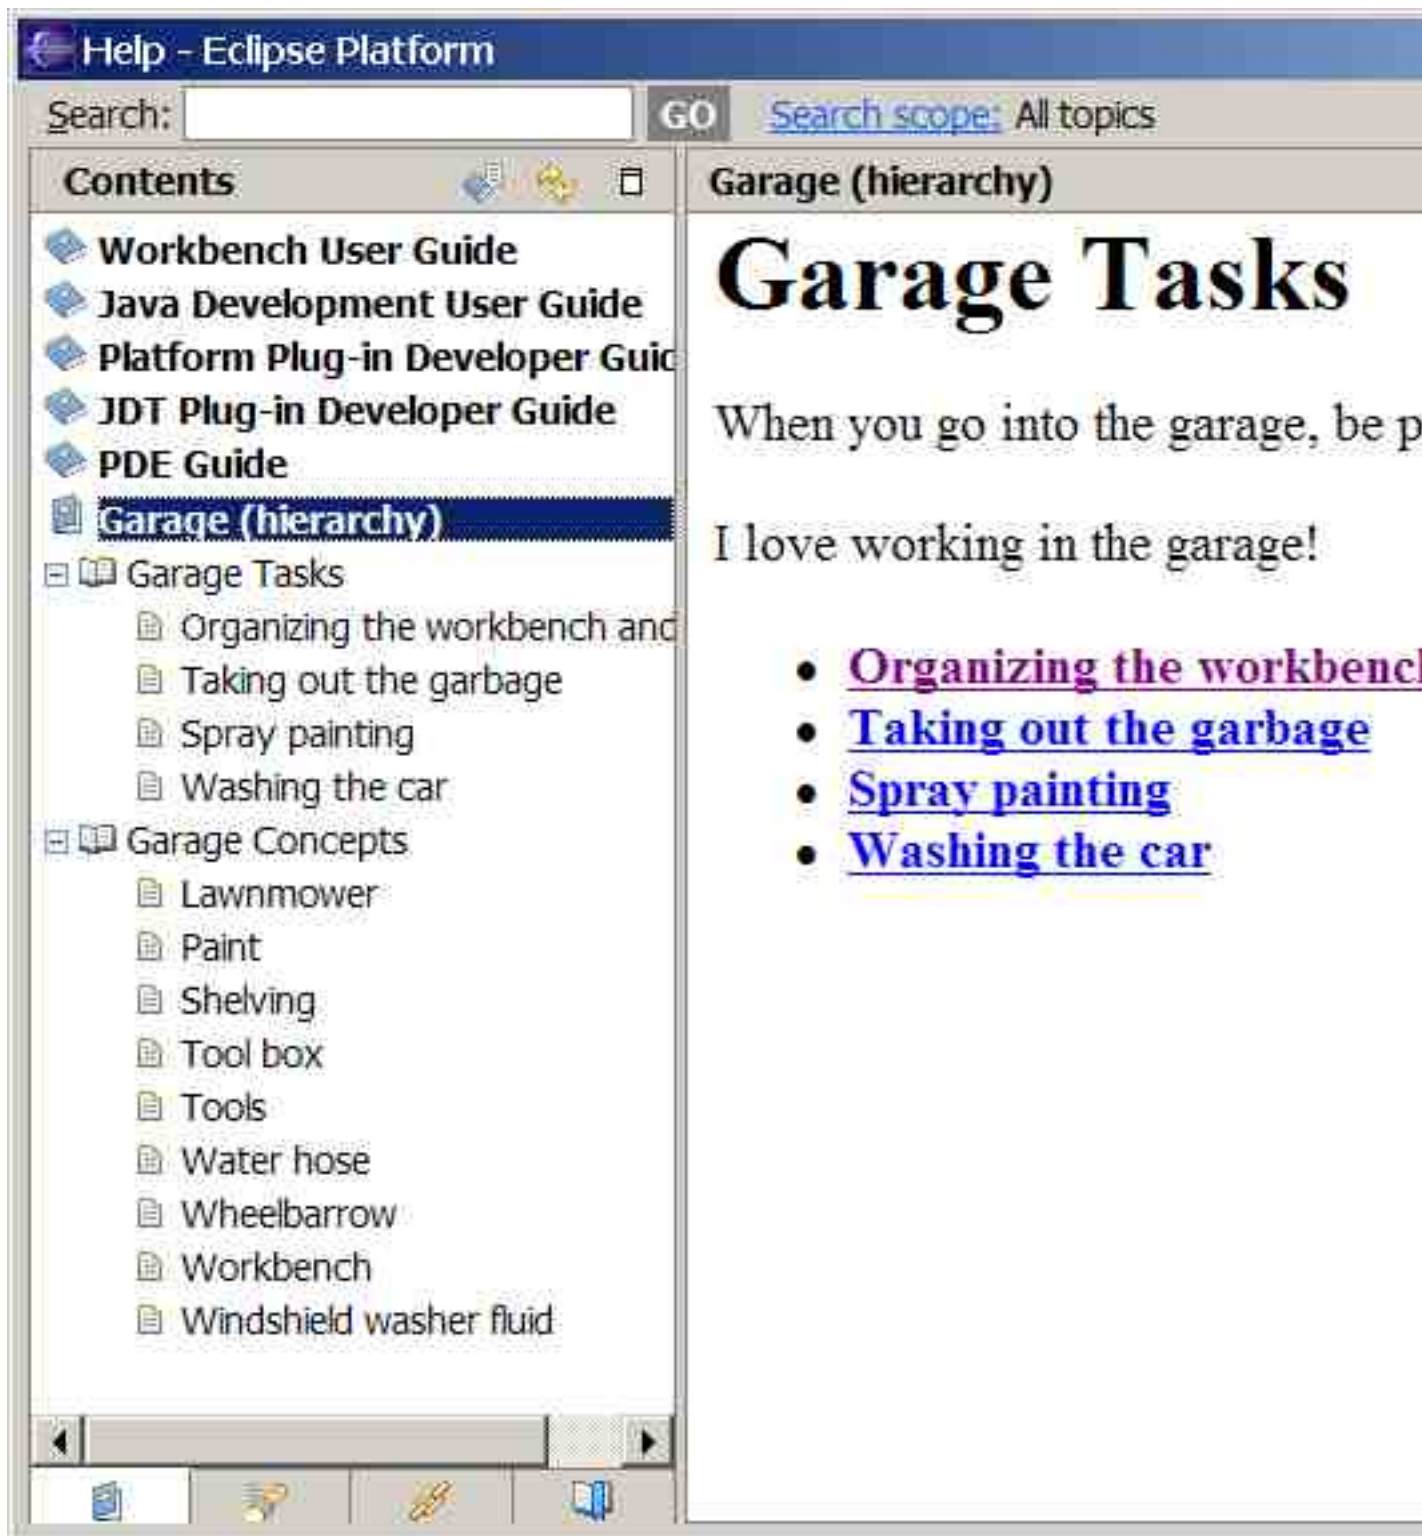 Help - Eclipse Platform
Search: GO Search scope: All topics
Contents
Workbench User Guide
Java Development User Guide
Platform Plug-in Developer Guid
JDT Plug-in Developer Guide
PDE Guide
Garage (hierarchy)
Garage Tasks
Organizing the workbench and
Taking out the garbage
Spray painting
Washing the car
Garage Concepts
Lawnmower
Paint
Shelving
Tool box
Tools
Water hose
Wheelbarrow
Workbench
Windshield washer fluid
Garage (hierarchy)
Garage Tasks
When you go into the garage, be p
I love working in the garage!
• Organizing the workbench
• Taking out the garbage
• Spray painting
• Washing the car